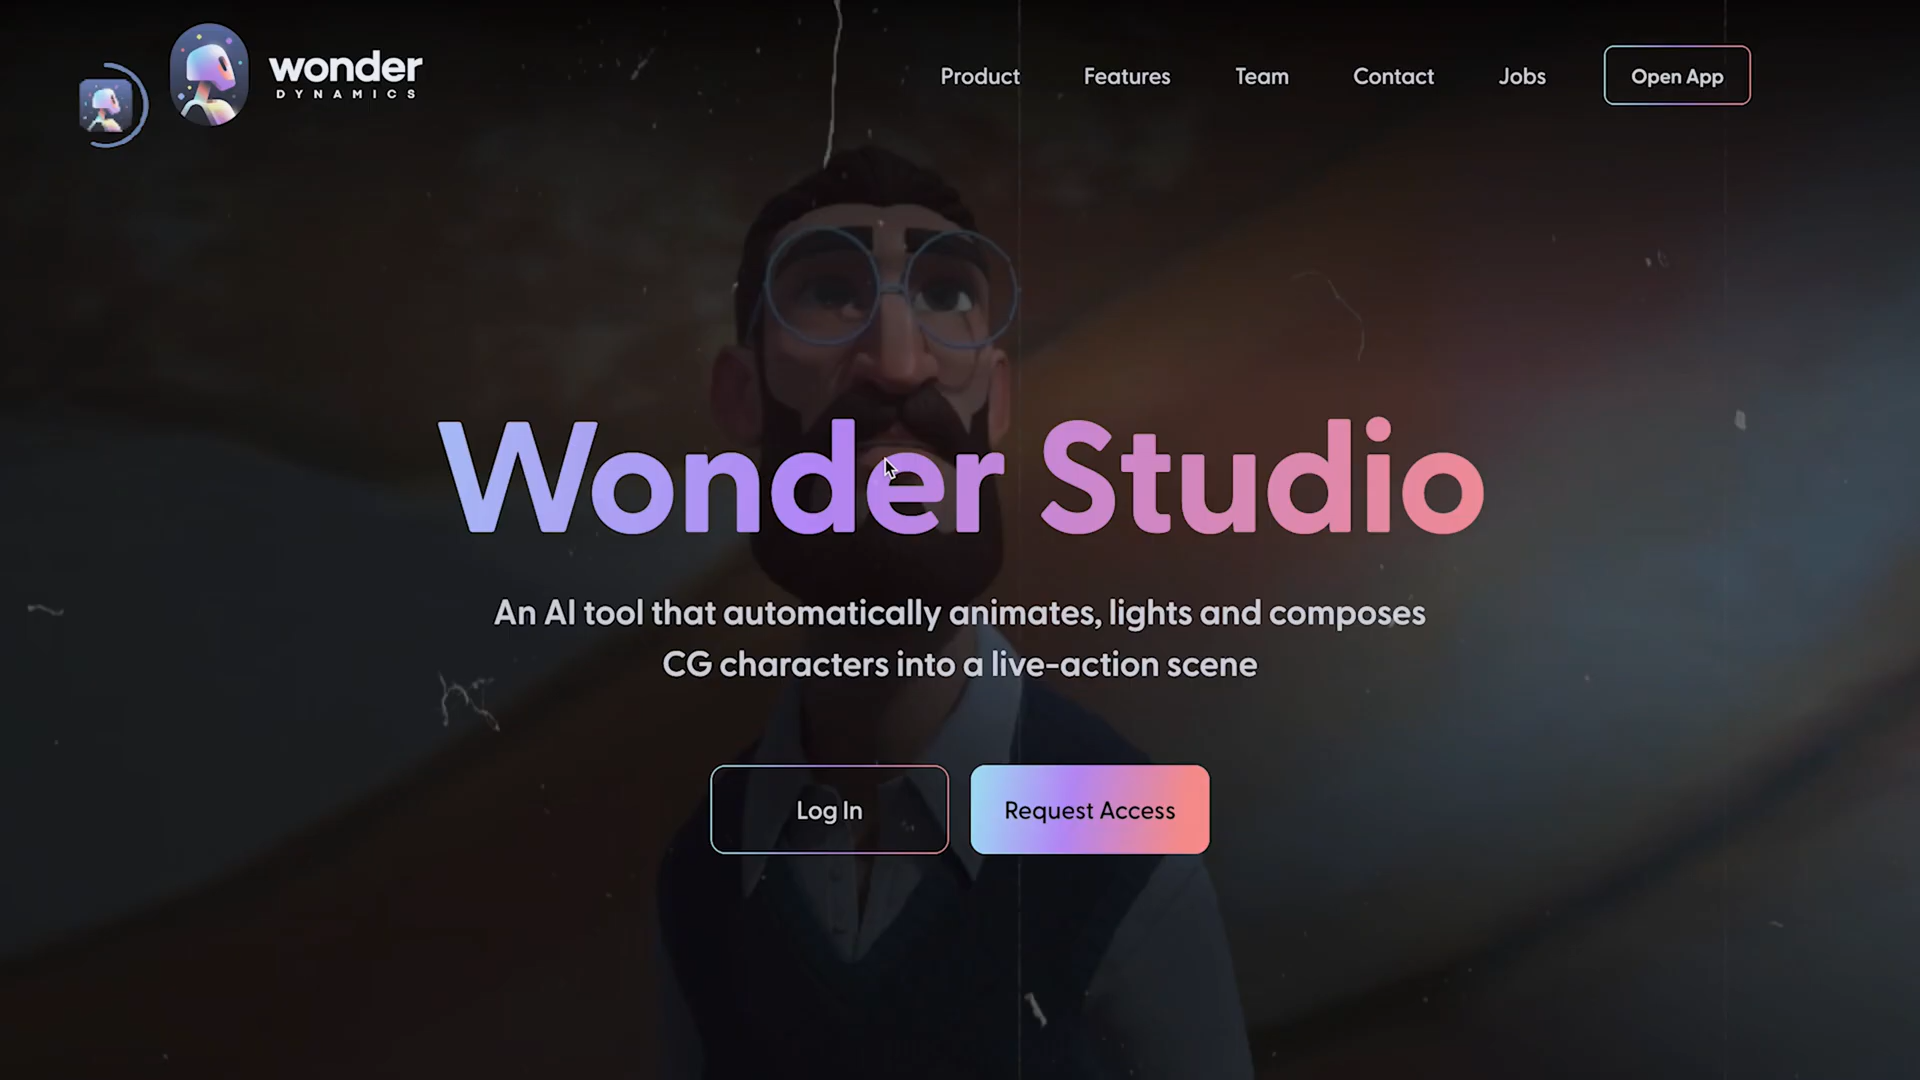 wonder
DYNAMICS
Product
Features
Team
Contact
Jobs
Open App
Wonder Studio
An AI tool that automatically animates, lights and composes
CG characters into a live-action scene
Log In
Request Access